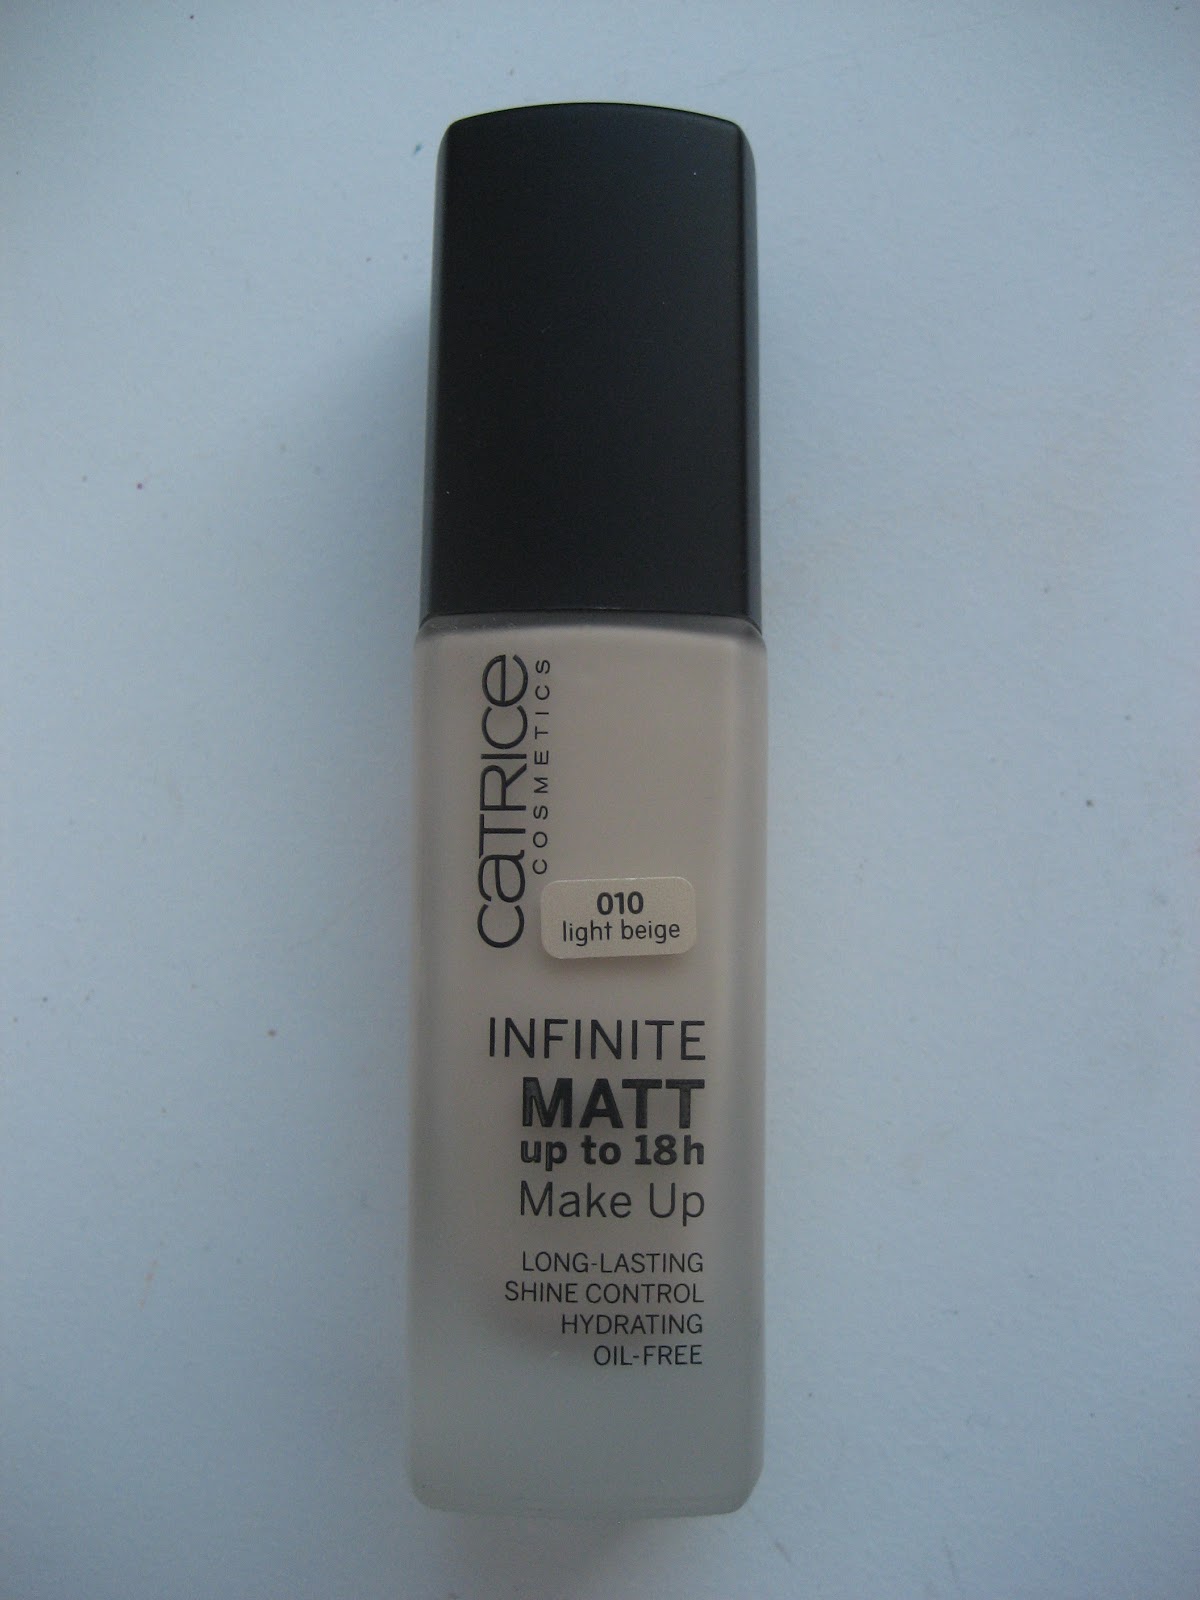 CATRICE
COSMETICS
010
light beige
INFINITE
MATT
up to 18h
Make Up
LONG-LASTING
SHINE CONTROL
HYDRATING
OIL-FREE